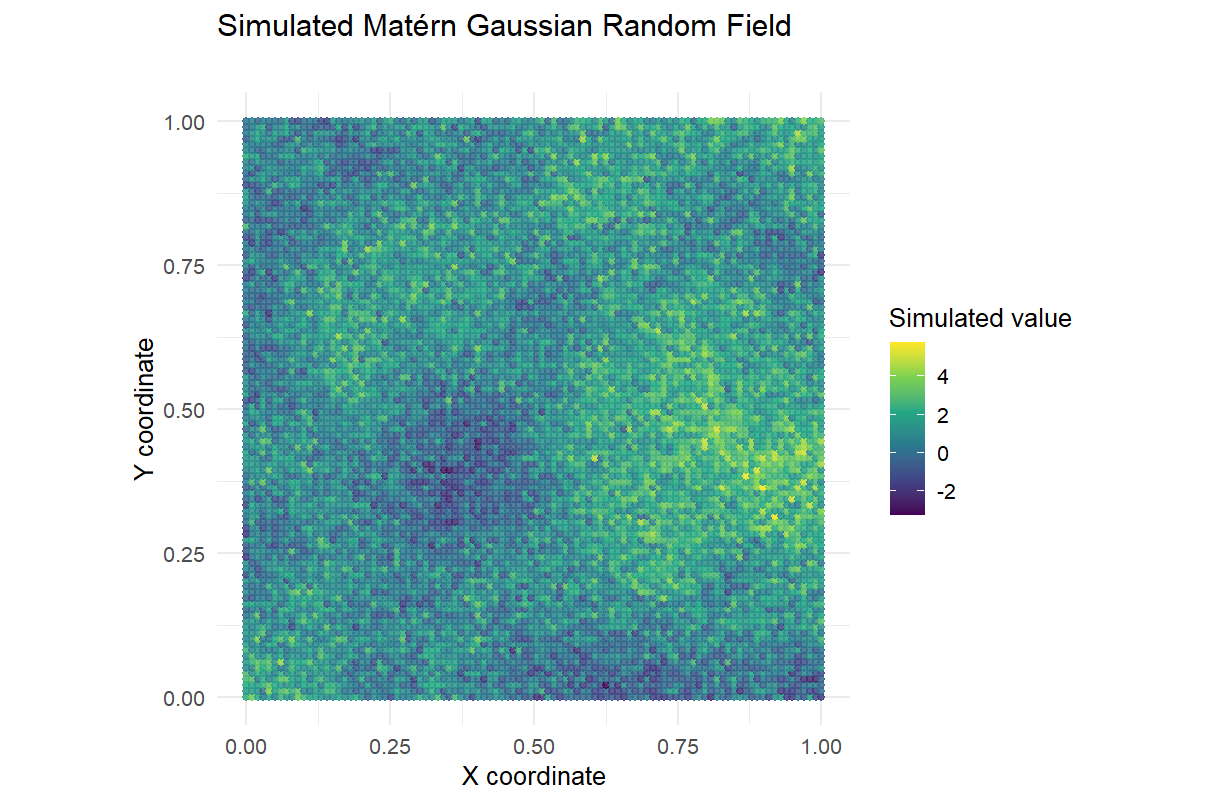 Simulated Matérn Gaussian Random Field
1.00
0.75
0.50
0.25
0.00
Y coordinate
0.00 0.25 0.50 0.75 1.00
X coordinate
Simulated value
4
2
0
-2